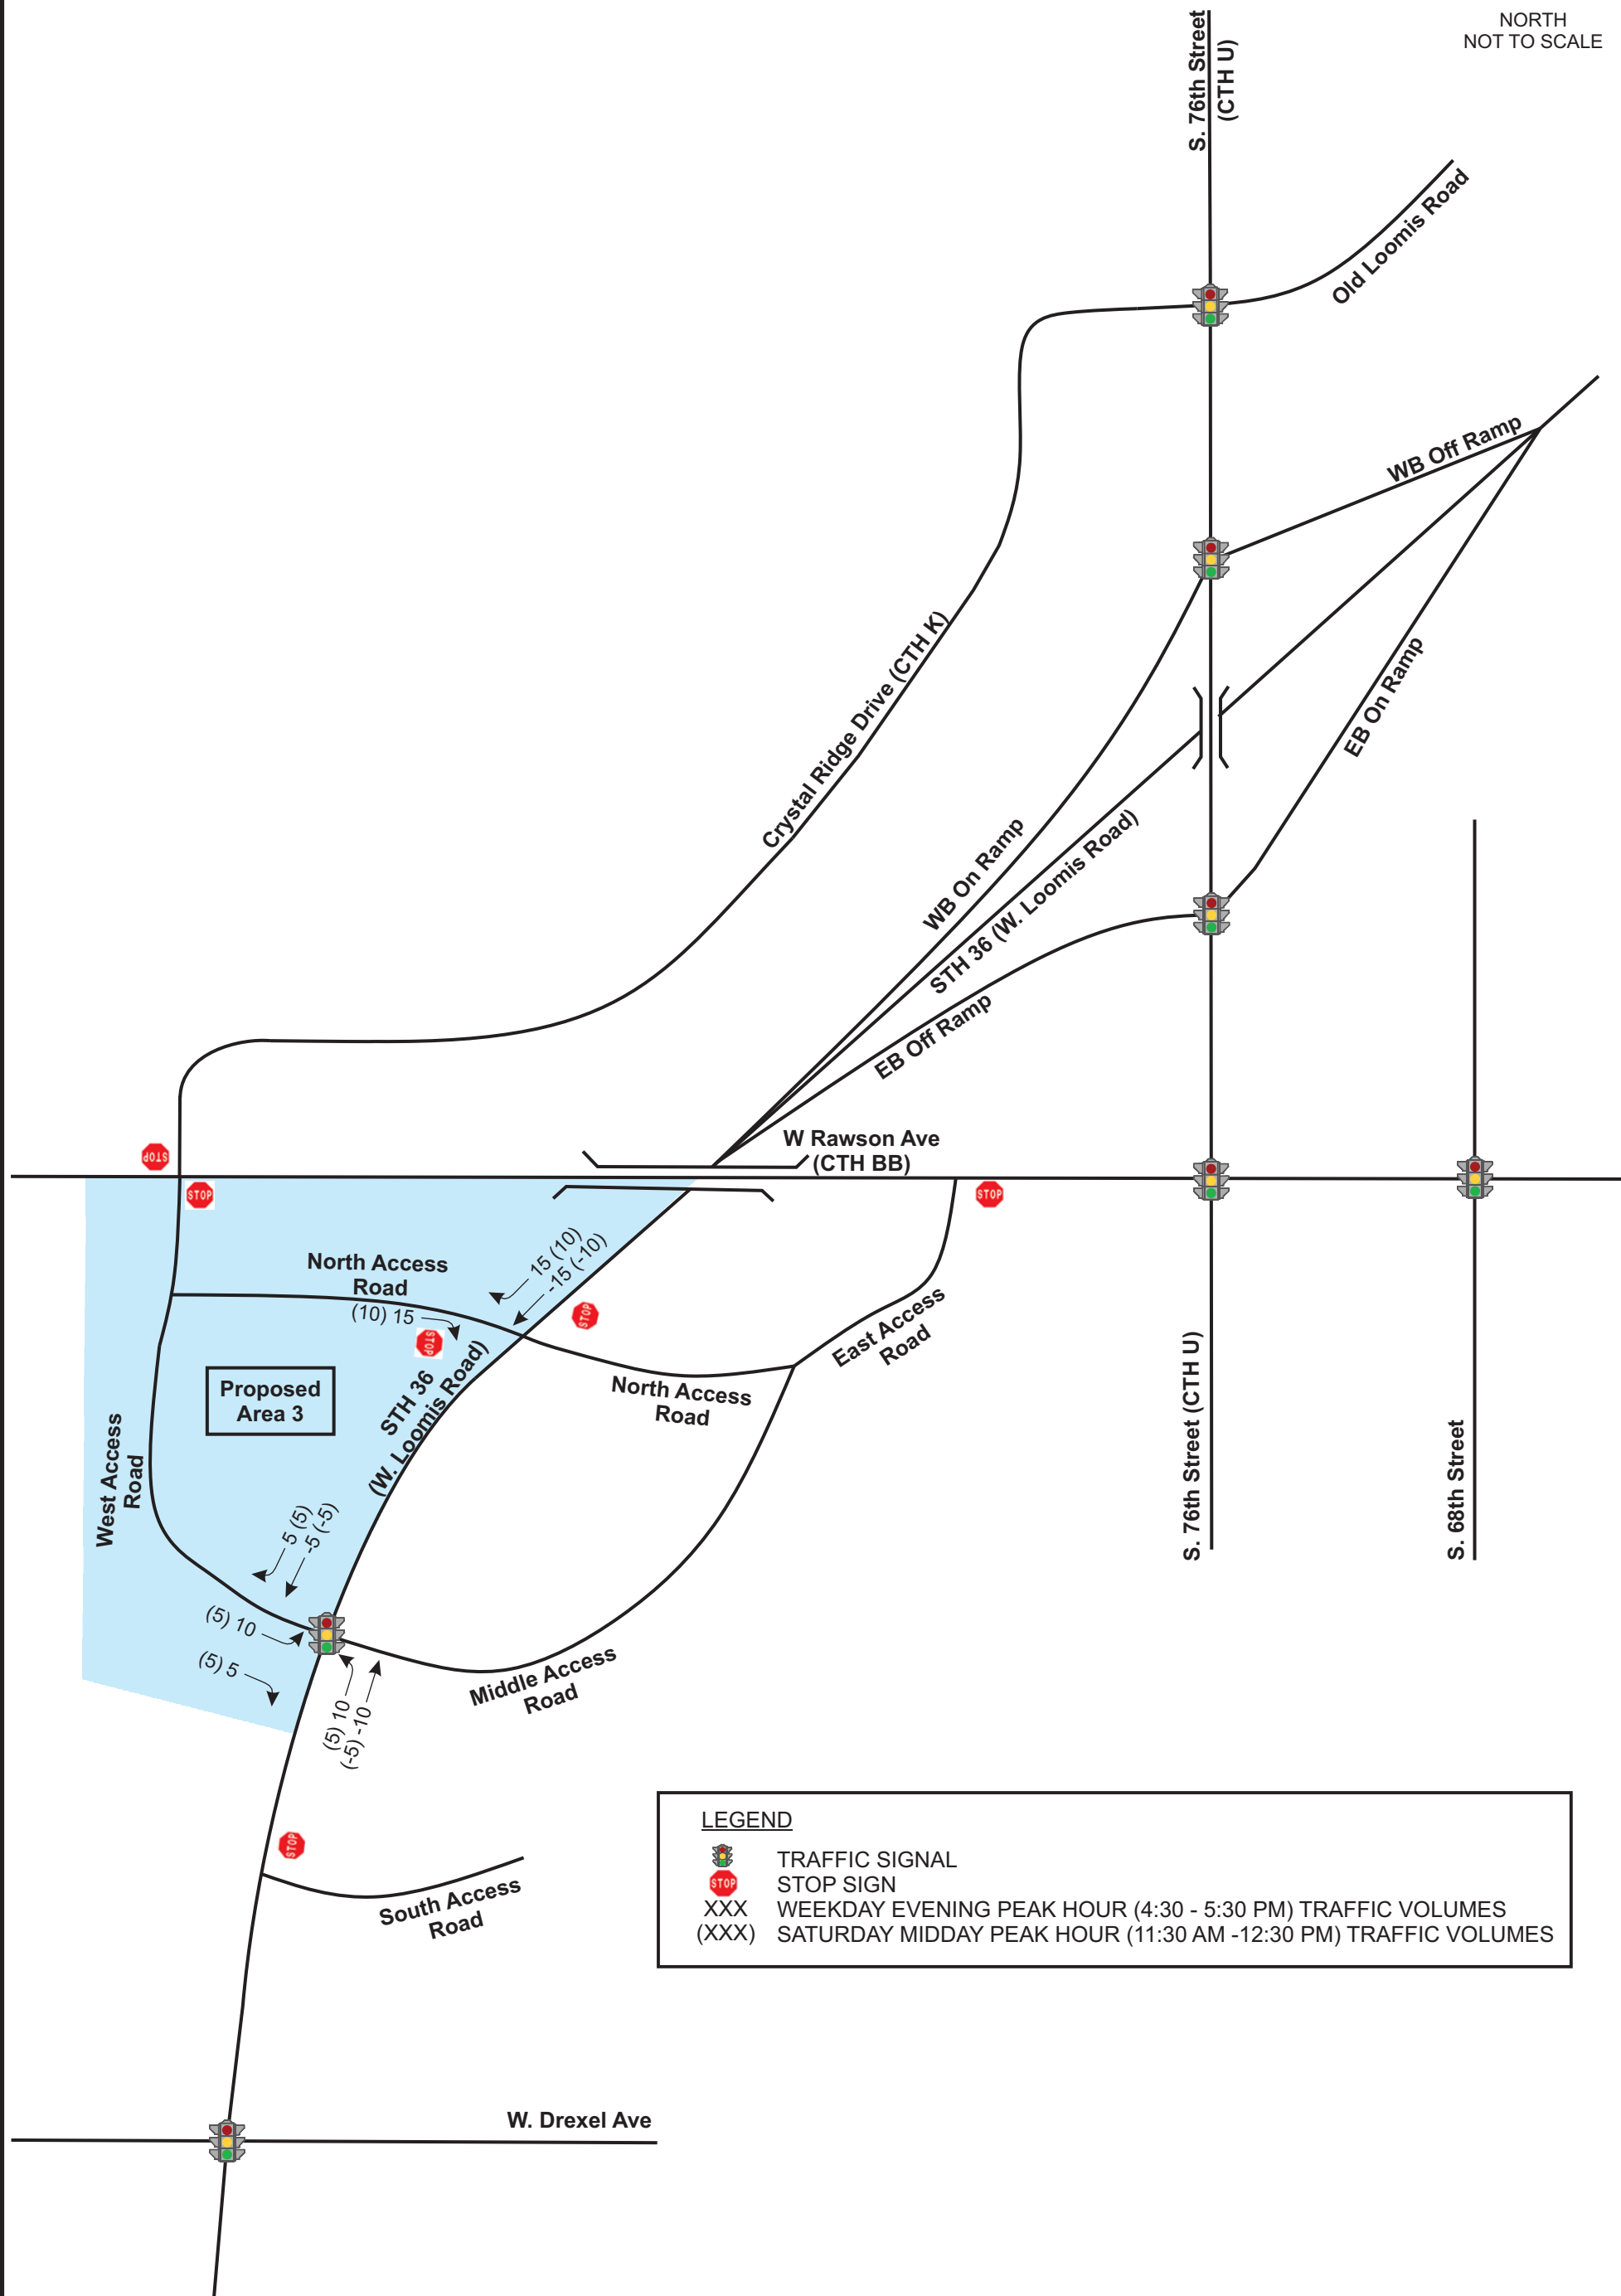 NORTH
NOT TO SCALE
S. 76th Street
(CTH U)
Old Loomis Road
WB Off Ramp
EB On Ramp
Crystal Ridge Drive (CTH K)
WB On Ramp
STH 36 (W. Loomis Road)
EB Off Ramp
W Rawson Ave
(CTH BB)
STOP
STOP
STOP
North Access
Road
15 (10)
-15 (-10)
(10) 15
STOP
STOP
East Access
Road
North Access
Road
STH 36
(W. Loomis Road)
Proposed
Area 3
West Access
Road
S. 76th Street (CTH U)
S. 68th Street
5 (5)
-5 (-5)
(5) 10
(5) 5
(5) 10
(-5) -10
Middle Access
Road
STOP
South Access
Road
LEGEND
TRAFFIC SIGNAL
STOP STOP SIGN
XXX WEEKDAY EVENING PEAK HOUR (4:30 - 5:30 PM) TRAFFIC VOLUMES
(XXX) SATURDAY MIDDAY PEAK HOUR (11:30 AM -12:30 PM) TRAFFIC VOLUMES
W. Drexel Ave